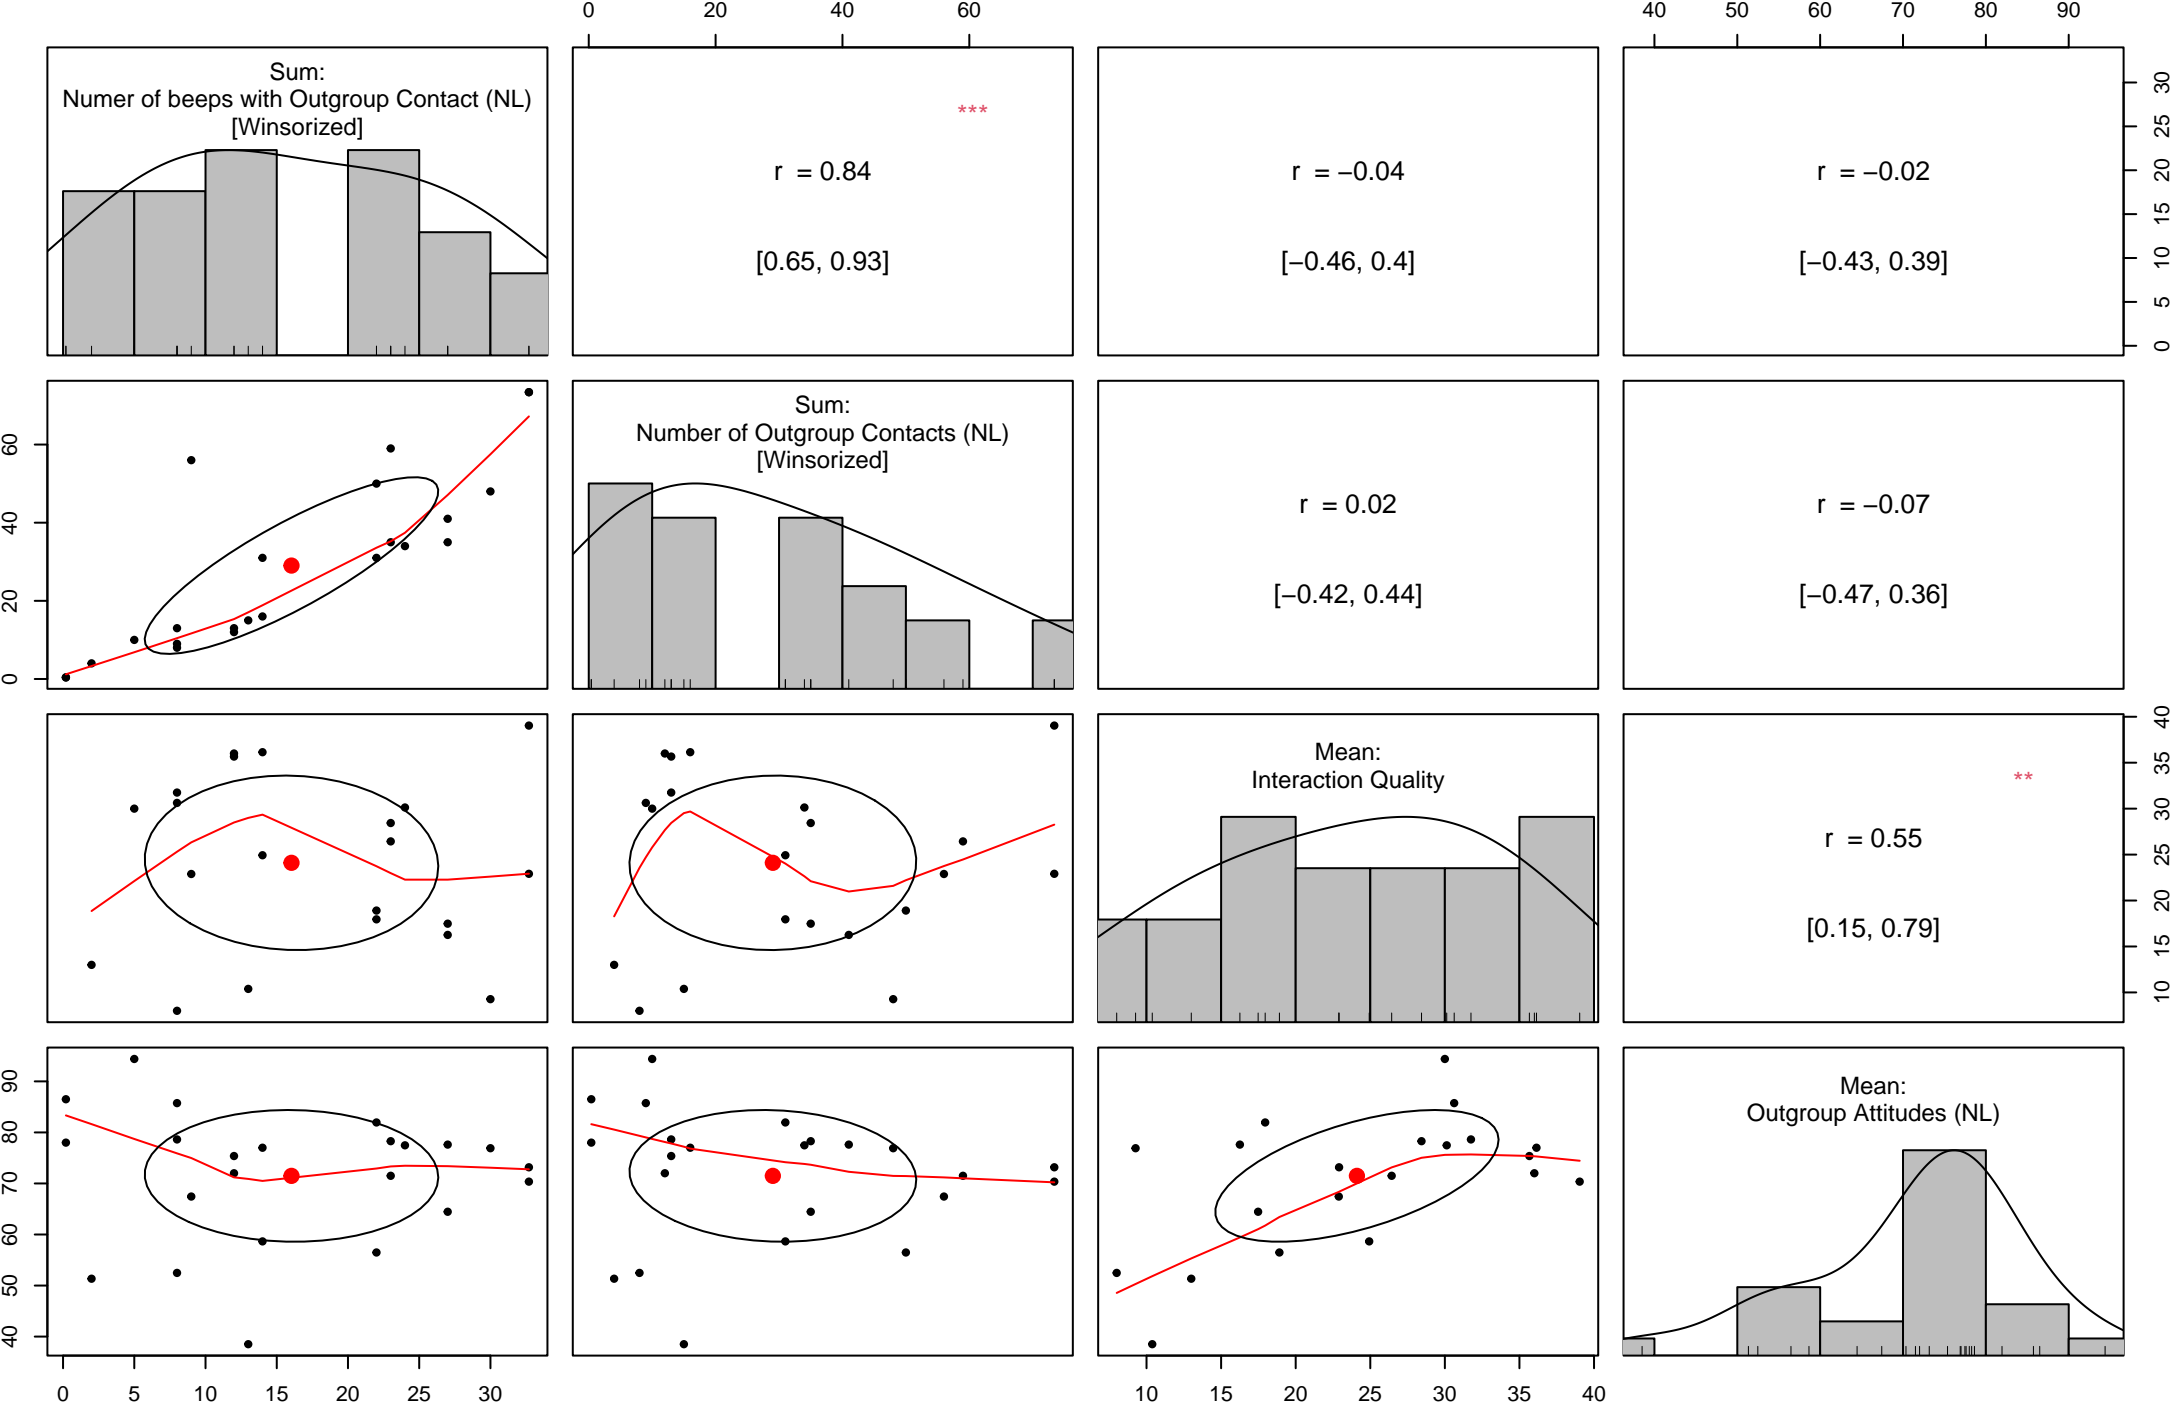 0 20 40 60
40 50 60 70 80 90
Sum:
Numer of beeps with Outgroup Contact (NL)
[Winsorized]
***
r = 0.84
[0.65, 0.93]
r = −0.04
[−0.46, 0.4]
r = −0.02
[−0.43, 0.39]
0 5 10 15 20 25 30
0 20 40 60
Sum:
Number of Outgroup Contacts (NL)
[Winsorized]
r = 0.02
[−0.42, 0.44]
r = −0.07
[−0.47, 0.36]
Mean:
Interaction Quality
**
r = 0.55
[0.15, 0.79]
10 15 20 25 30 35 40
40 50 60 70 80 90
Mean:
Outgroup Attitudes (NL)
0 5 10 15 20 25 30
10 15 20 25 30 35 40